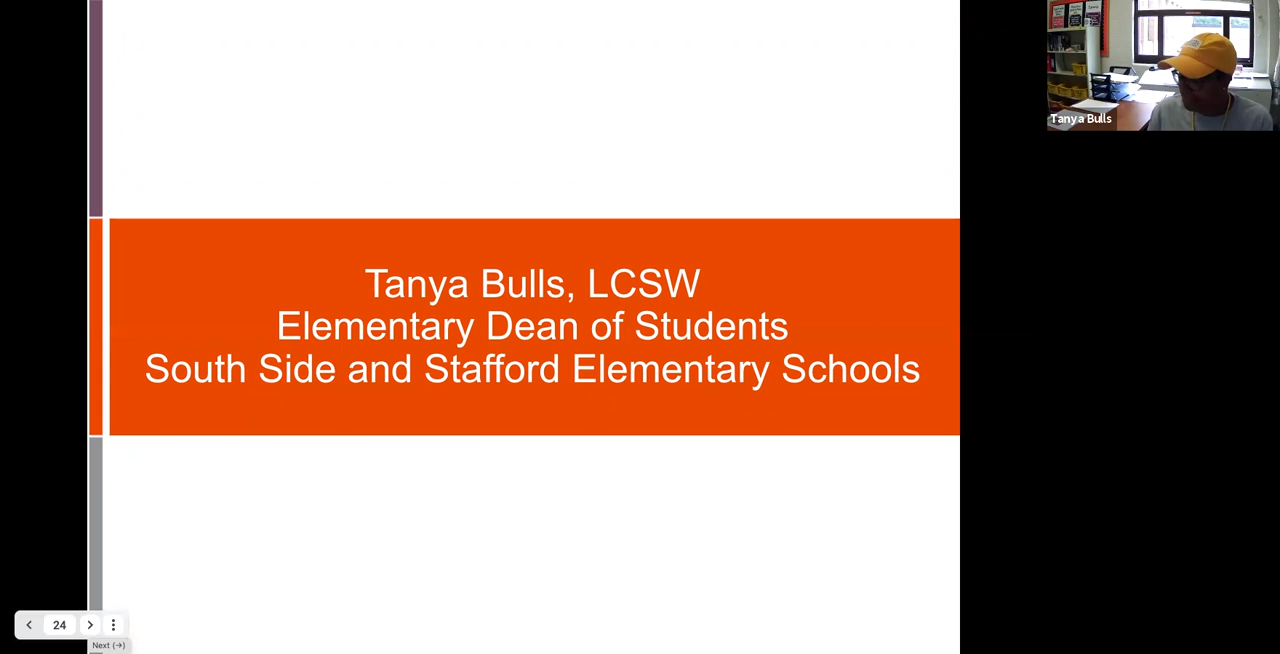 Tanya Bulls, LCSW
Elementary Dean of Students
South Side and Stafford Elementary Schools
Tanya Bulls
24
Next (→)